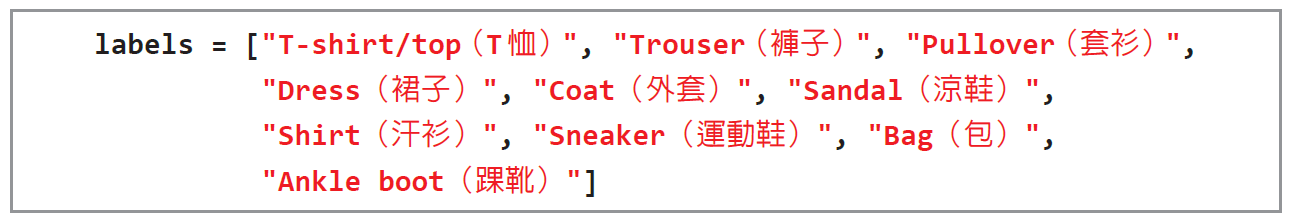 labels = ["T-shirt/top（T恤）", "Trouser（褲子）", "Pullover（套衫）",
"Dress（裙子）", "Coat（外套）", "Sandal（涼鞋）",
"Shirt（汗衫）", "Sneaker（運動鞋）", "Bag（包）",
"Ankle boot（踝靴）"]